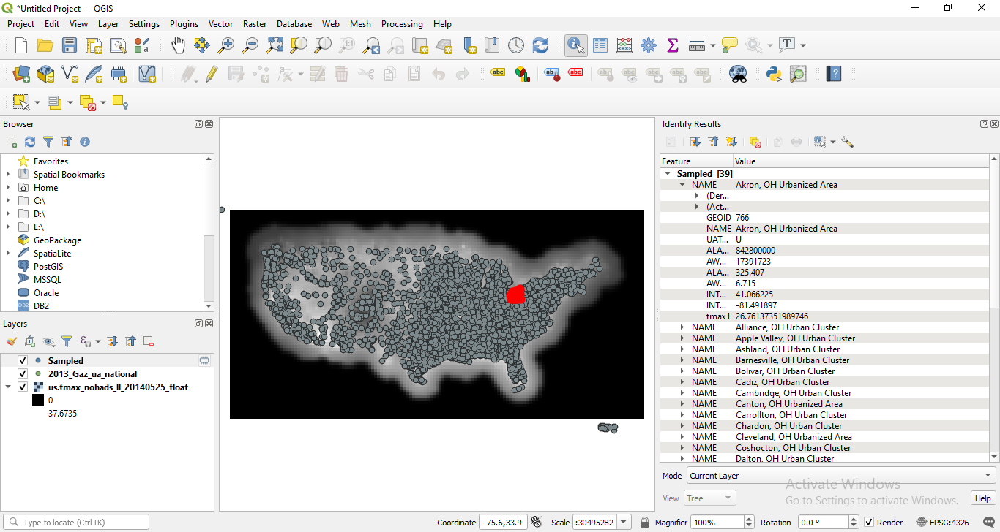 *Untitled Project — QGIS
Project Edit View Layer Settings Plugins Vector Raster Database Web Mesh Processing Help
Browser
Favorites
Spatial Bookmarks
Home
C:\
D:\
E:\
GeoPackage
SpatiaLite
PostGIS
MSSQL
Oracle
DB2
Layers
Sampled
2013_Gaz_ua_national
us.tmax_nohads_ll_20140525_float
0
37.6735
Identify Results
Feature Value
Sampled [39]
NAME Akron, OH Urbanized Area
(Der...
(Act...
GEOID 766
NAME Akron, OH Urbanized Area
UAT... U
ALA... 842800000
AW... 17391723
ALA... 325.407
AW... 6.715
INT... 41.066225
INT... -81.491897
tmax1 26.76137351989746
NAME Alliance, OH Urban Cluster
NAME Apple Valley, OH Urban Cluster
NAME Ashland, OH Urban Cluster
NAME Barnesville, OH Urban Cluster
NAME Bolivar, OH Urban Cluster
NAME Cadiz, OH Urban Cluster
NAME Cambridge, OH Urban Cluster
NAME Canton, OH Urbanized Area
NAME Carrollton, OH Urban Cluster
NAME Chardon, OH Urban Cluster
NAME Cleveland, OH Urbanized Area
NAME Coshocton, OH Urban Cluster
NAME Dalton, OH Urban Cluster
Mode Current Layer
Activate Windows
View Tree Go to Settings to activate Windows. Help
Type to locate (Ctrl+K) Coordinate -75.6,33.9 Scale .:30495282 Magnifier 100% Rotation 0.0 ° Render EPSG:4326